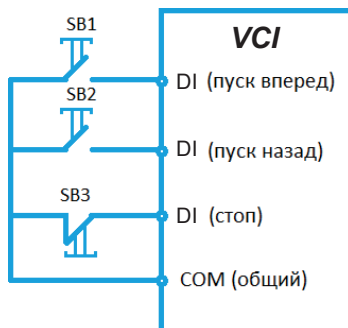 SB1
VCI
DI (пуск вперед)
SB2
DI (пуск назад)
SB3
DI (стоп)
COM (общий)